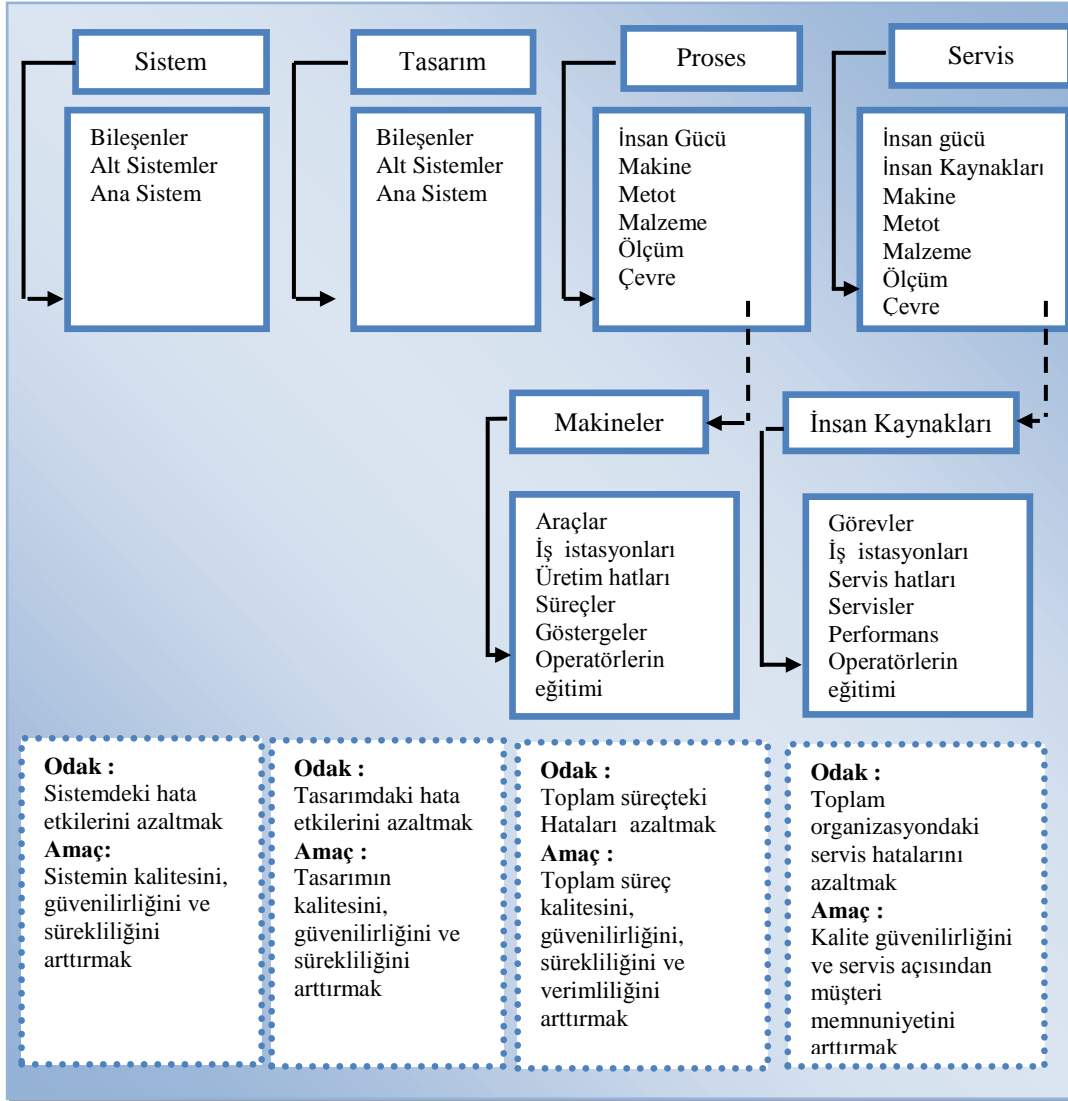 Sistem
Bileşenler
Alt Sistemler
Ana Sistem
Tasarım
Bileşenler
Alt Sistemler
Ana Sistem
Proses
İnsan Gücü
Makine
Metot
Malzeme
Ölçüm
Çevre
Servis
İnsan gücü
İnsan Kaynakları
Makine
Metot
Malzeme
Ölçüm
Çevre
Makineler
Araçlar
İş istasyonları
Üretim hatları
Süreçler
Göstergeler
Operatörlerin
eğitimi
İnsan Kaynakları
Görevler
İş istasyonları
Servis hatları
Servisler
Performans
Operatörlerin
eğitimi
Odak :
Sistemdeki hata
etkilerini azaltmak
Amaç:
Sistemin kalitesini,
güvenilirliğini ve
sürekliliğini
arttırmak
Odak :
Tasarımdaki hata
etkilerini azaltmak
Amaç :
Tasarımın
kalitesini,
güvenilirliğini ve
sürekliliğini
arttırmak
Odak :
Toplam süreçteki
Hataları azaltmak
Amaç :
Toplam süreç
kalitesini,
güvenilirliğini,
sürekliliğini ve
verimliliğini
arttırmak
Odak :
Toplam
organizasyondaki
servis hatalarını
azaltmak
Amaç :
Kalite güvenilirliğini
ve servis açısından
müşteri
memnuniyetini
arttırmak